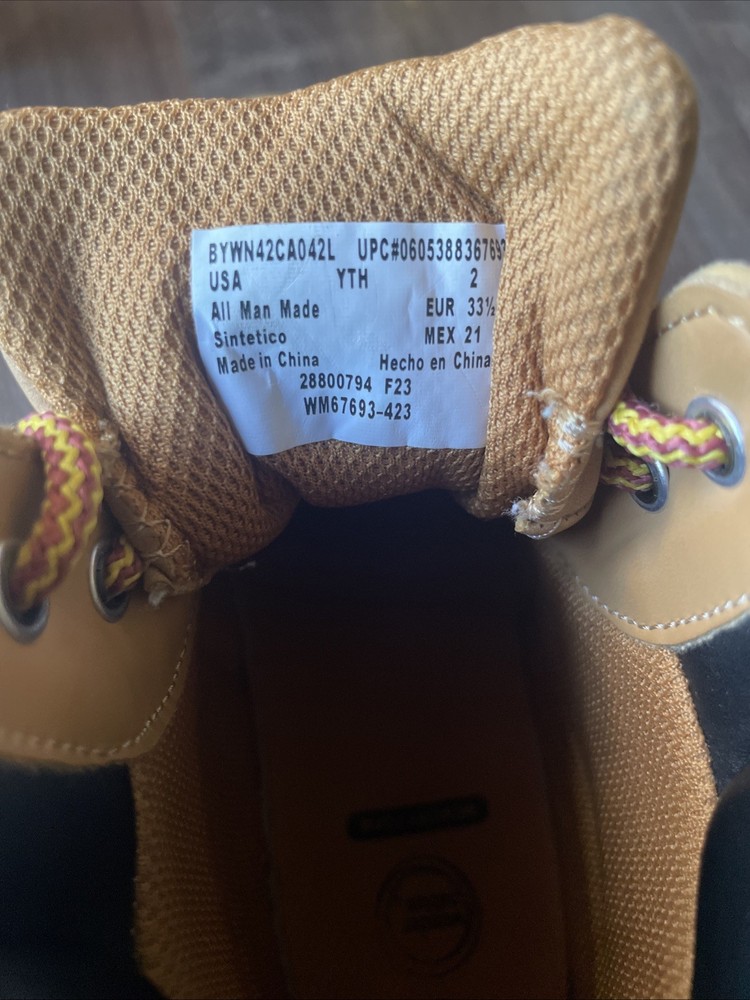 BYWN42CA042L UPC#060538836769
USA YTH 2
All Man Made EUR 33½
Sintetico MEX 21
Made in China Hecho en China
28800794 F23
WM67693-423